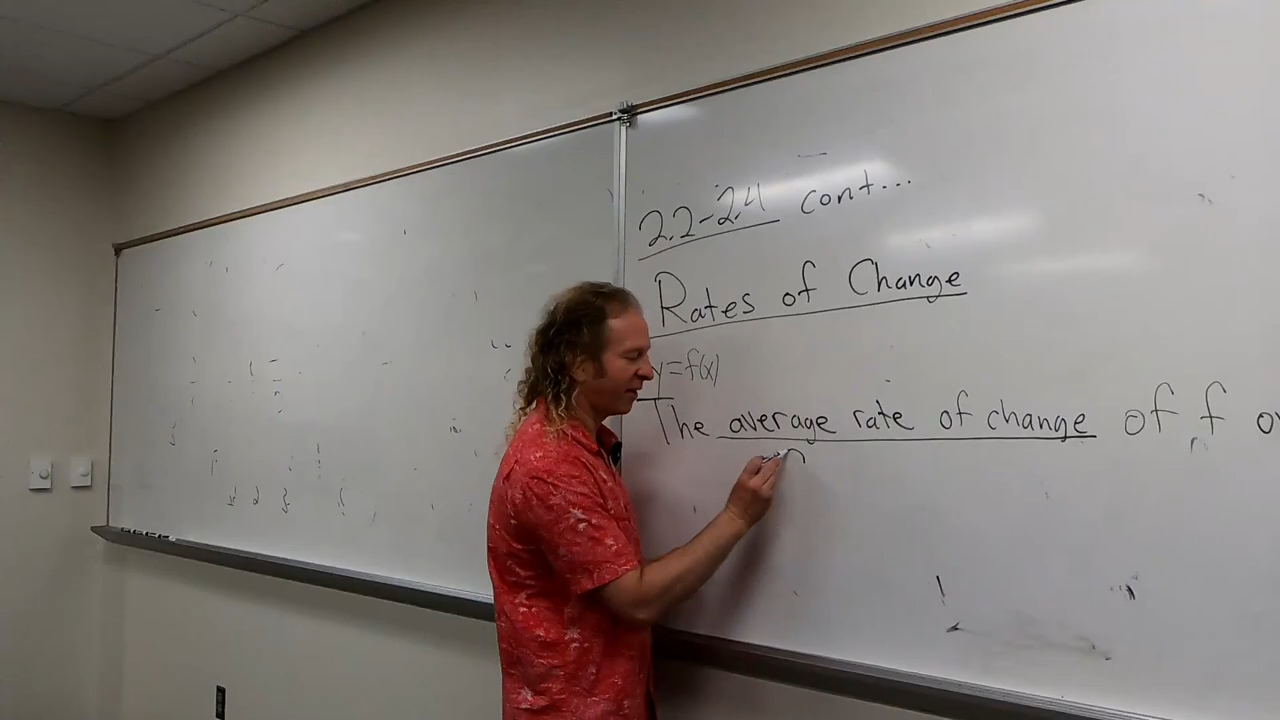 2.2-2.4 cont...
Rates of Change
y=f(x)
The average rate of change of f